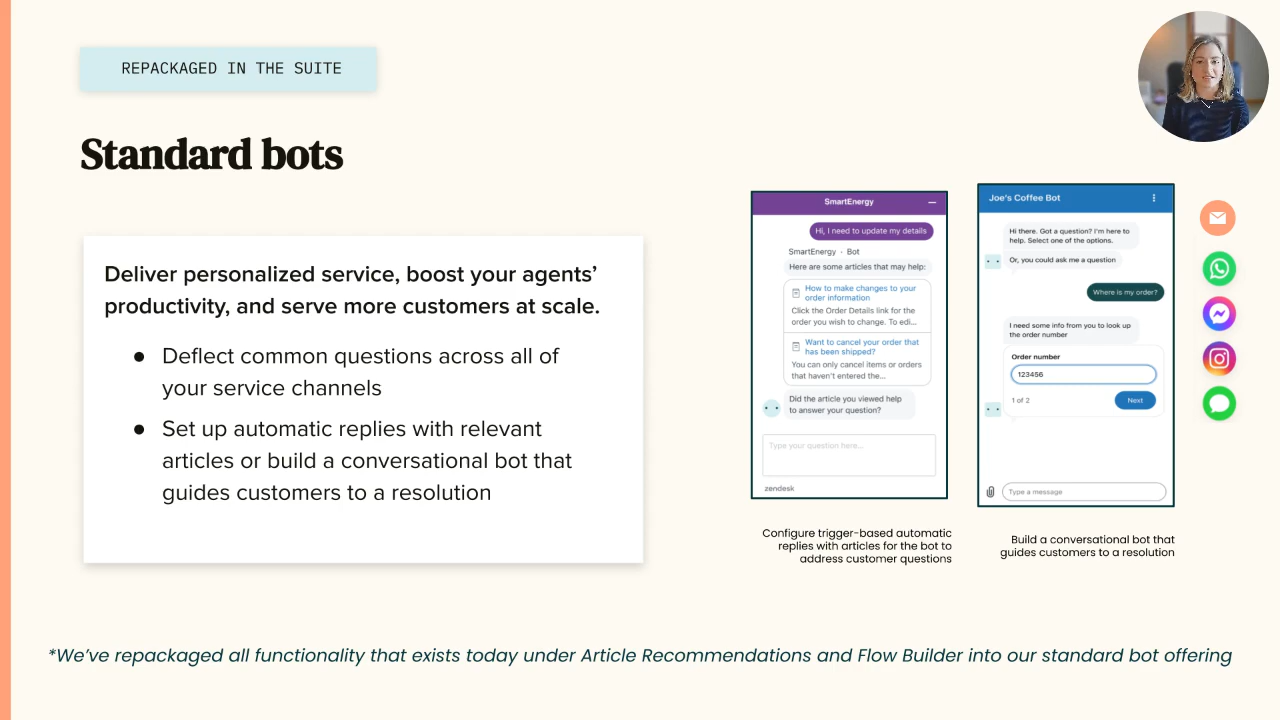 REPACKAGED IN THE SUITE
Standard bots
Deliver personalized service, boost your agents’
productivity, and serve more customers at scale.
● Deflect common questions across all of
your service channels
● Set up automatic replies with relevant
articles or build a conversational bot that
guides customers to a resolution
SmartEnergy
Hi, I need to update my details
SmartEnergy · Bot
Here are some articles that may help:
How to make changes to your
order information
Click the Order Details link for the
order you wish to change. To edi...
Want to cancel your order that
has been shipped?
You can only cancel items or orders
that haven't entered the...
Did the article you viewed help
to answer your question?
Type your question here...
zendesk
Configure trigger-based automatic
replies with articles for the bot to
address customer questions
Joe's Coffee Bot
Hi there. Got a question? I'm here to
help. Select one of the options.
Or, you could ask me a question
Where is my order?
I need some info from you to look up
the order number
Order number
123456
1 of 2
Next
Type a message
Build a conversational bot that
guides customers to a resolution
*We’ve repackaged all functionality that exists today under Article Recommendations and Flow Builder into our standard bot offering